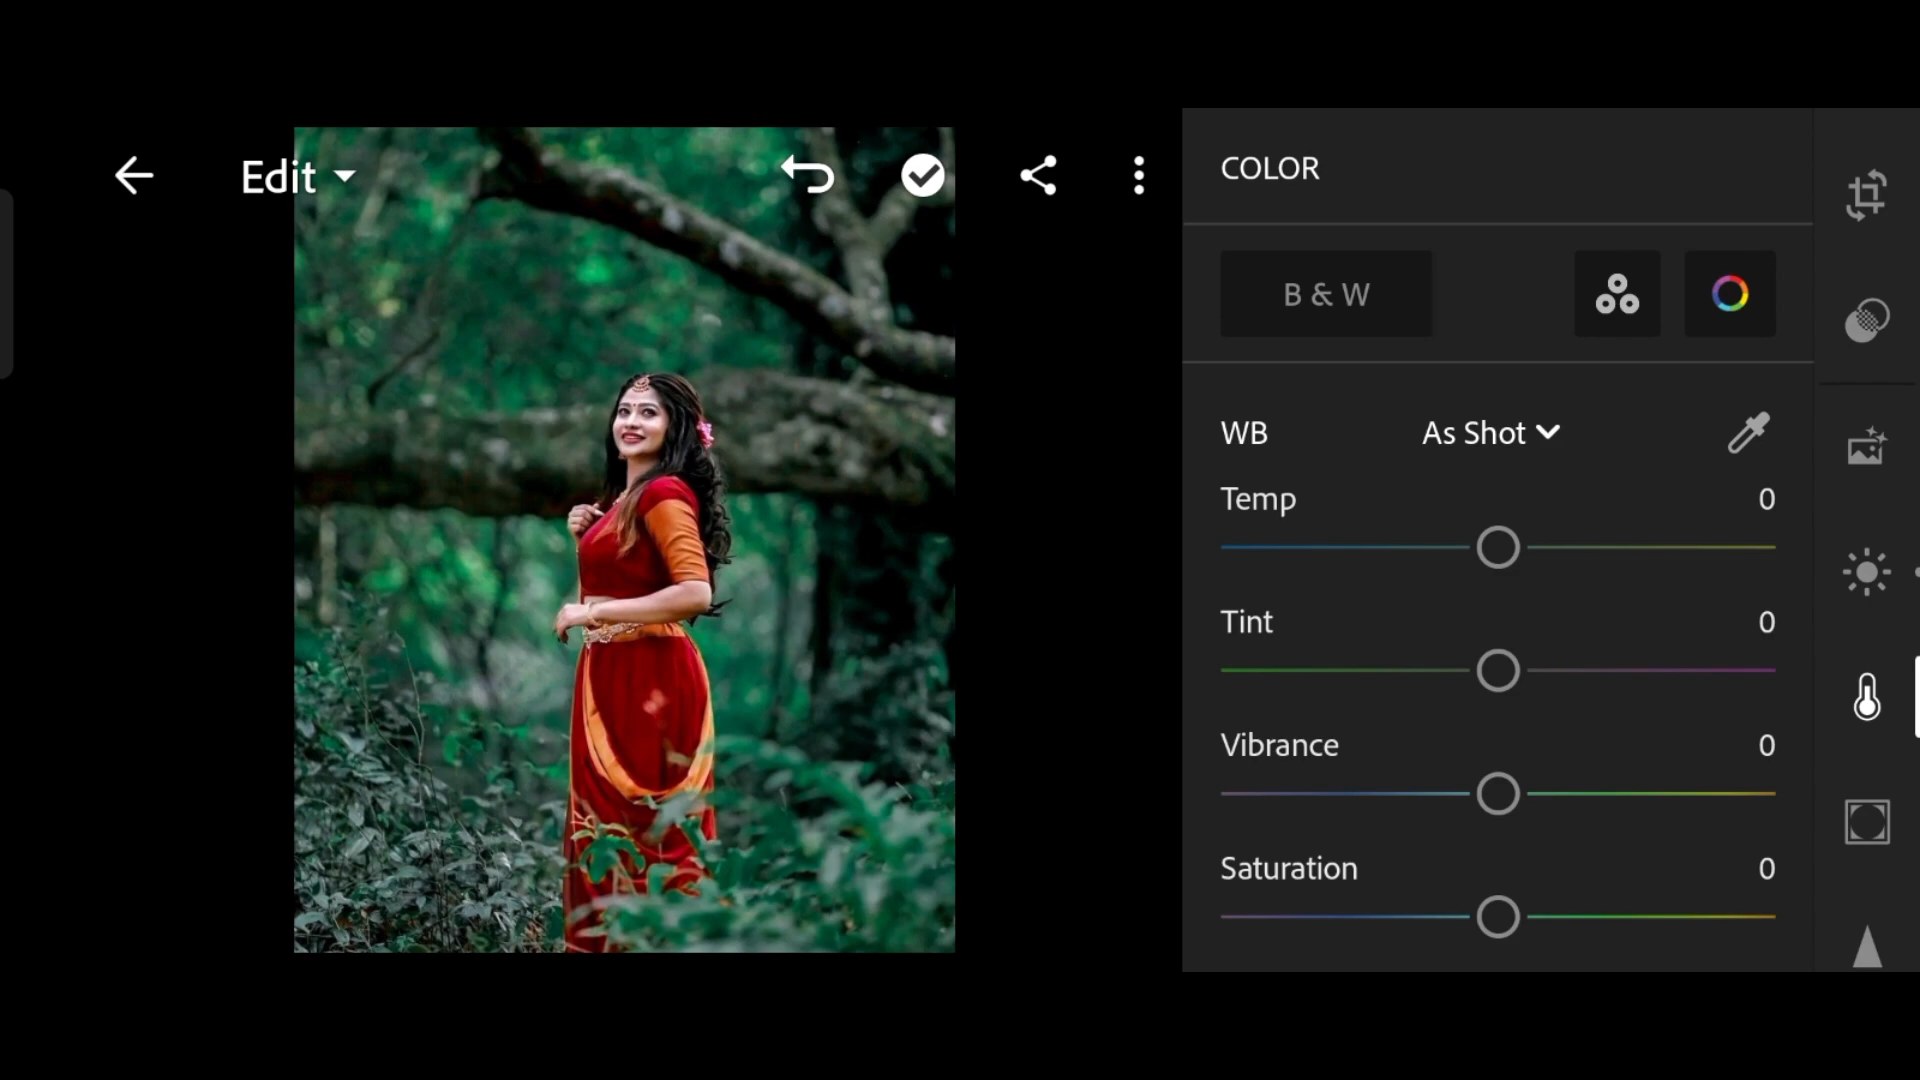 Edit
COLOR
B & W
WB As Shot
Temp 0
Tint 0
Vibrance 0
Saturation 0